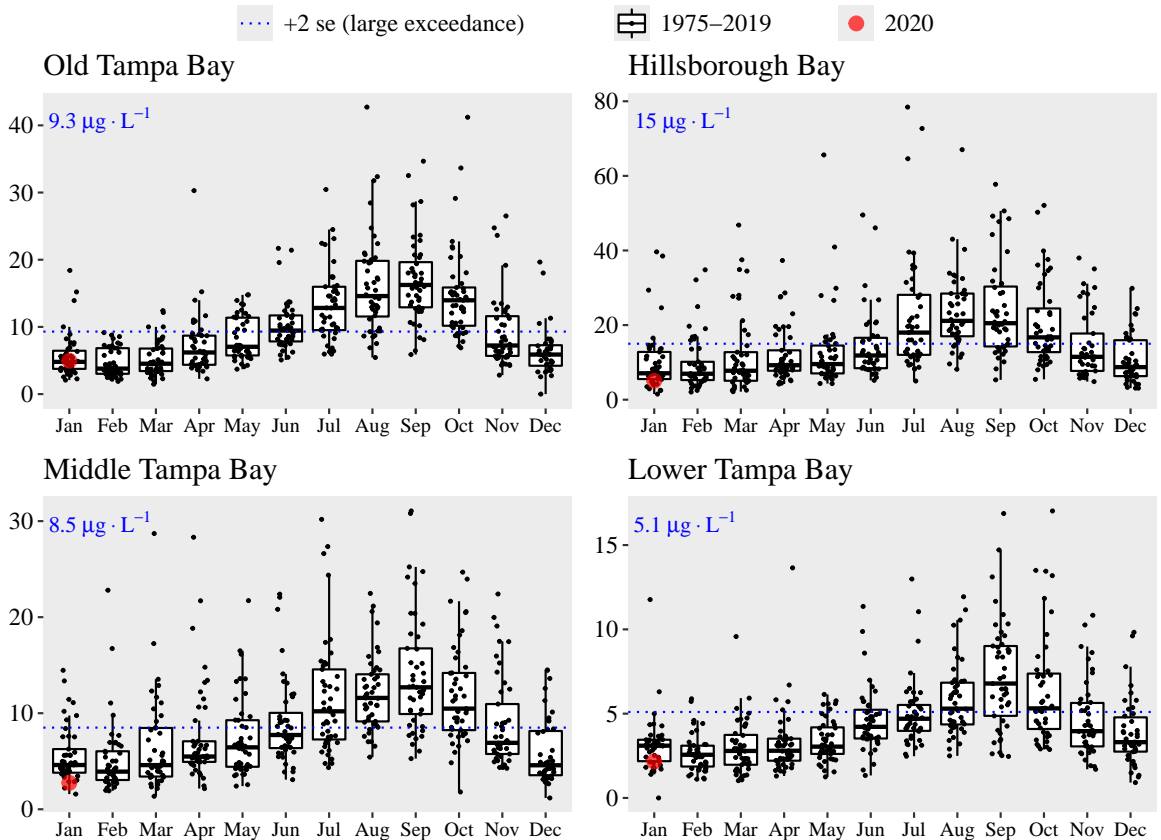 +2 se (large exceedance) 1975−2019 2020
Old Tampa Bay
9.3 μg ⋅ L−1
40
30
20
10
0
Jan Feb Mar Apr May Jun Jul Aug Sep Oct Nov Dec
Hillsborough Bay
15 μg ⋅ L−1
80
60
40
20
0
Jan Feb Mar Apr May Jun Jul Aug Sep Oct Nov Dec
Middle Tampa Bay
8.5 μg ⋅ L−1
30
20
10
0
Jan Feb Mar Apr May Jun Jul Aug Sep Oct Nov Dec
Lower Tampa Bay
5.1 μg ⋅ L−1
15
10
5
0
Jan Feb Mar Apr May Jun Jul Aug Sep Oct Nov Dec